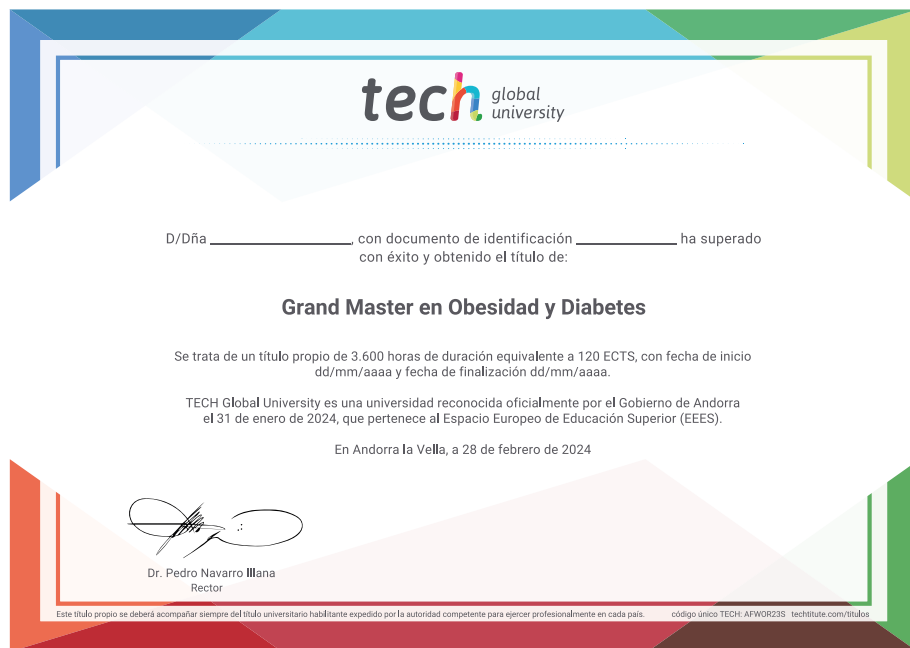 tech global
university
D/Dña ______________, con documento de identificación __________ ha superado
con éxito y obtenido el título de:
Grand Master en Obesidad y Diabetes
Se trata de un título propio de 3.600 horas de duración equivalente a 120 ECTS, con fecha de inicio
dd/mm/aaaa y fecha de finalización dd/mm/aaaa.
TECH Global University es una universidad reconocida oficialmente por el Gobierno de Andorra
el 31 de enero de 2024, que pertenece al Espacio Europeo de Educación Superior (EEES).
En Andorra la Vella, a 28 de febrero de 2024
Dr. Pedro Navarro Illana
Rector
Este título propio se deberá acompañar siempre del título universitario habilitante expedido por la autoridad competente para ejercer profesionalmente en cada país. código único TECH: AFWOR23S techtitute.com/titulos